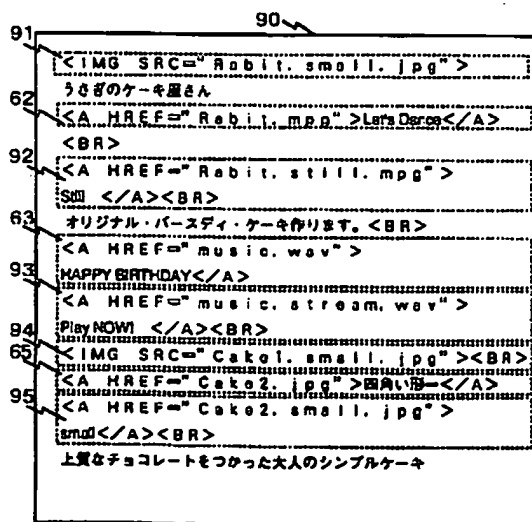 90
91
<IMG SRC="Rabit. small. jpg">
うさぎのケーキ屋さん
62
<A HREF="Rabit. mpg">Let's Dance</A>
<BR>
92
<A HREF="Rabit. still. mpg">
Still </A><BR>
オリジナル・バースディ・ケーキ作ります。<BR>
63
<A HREF="music. wav">
HAPPY BIRTHDAY</A>
93
<A HREF="music. stream. wav">
Play NOW! </A><BR>
94
<IMG SRC="Cake1. small. jpg"><BR>
65
<A HREF="Cake2. jpg">四角い形ー</A>
95
<A HREF="Cake2. small. jpg">
small</A><BR>
上質なチョコレートをつかった大人のシンプルケーキ